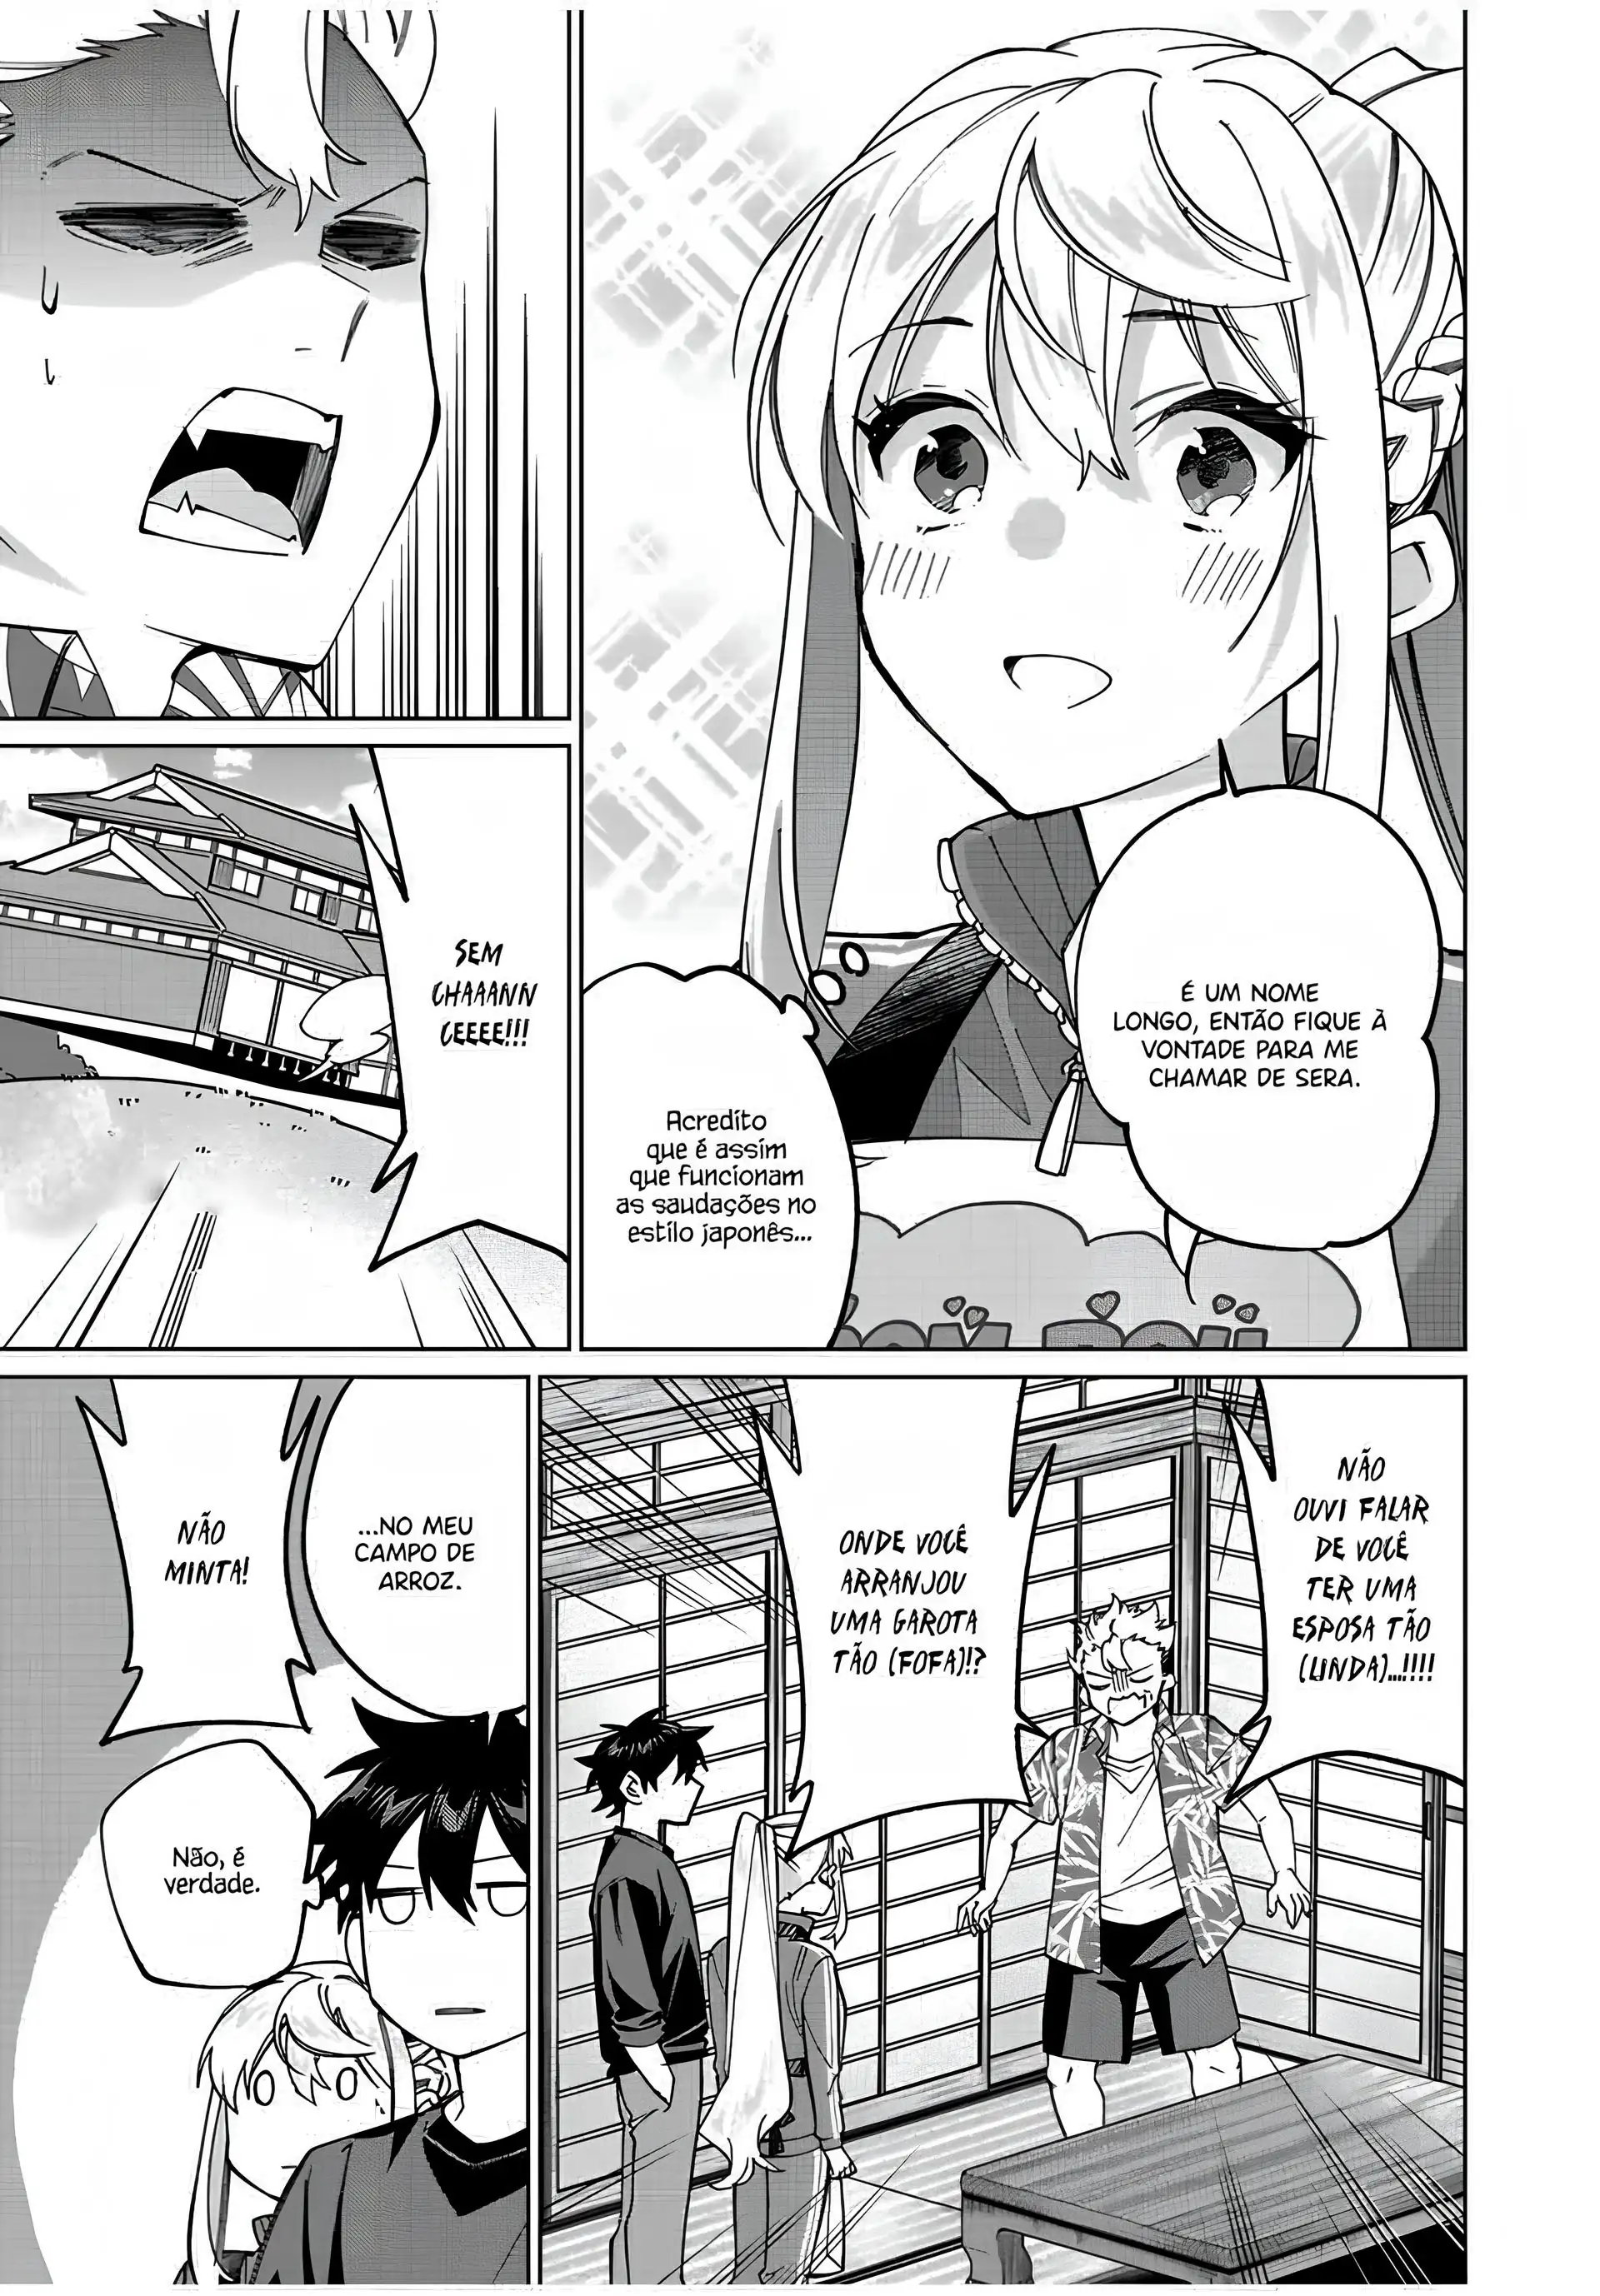 É UM NOME
LONGO, ENTÃO FIQUE À
VONTADE PARA ME
CHAMAR DE SERA.
Acredito
que é assim
que funcionam
as saudações no
estilo japonês...
SEM
CHAAANN
CEEEE!!!
NÃO
OUVI FALAR
DE VOCÊ
TER UMA
ESPOSA TÃO
(LINDA)...!!!!
ONDE VOCÊ
ARRANJOU
UMA GAROTA
TÃO (FOFA)!?
...NO MEU
CAMPO DE
ARROZ.
NÃO
MINTA!
Não, é
verdade.